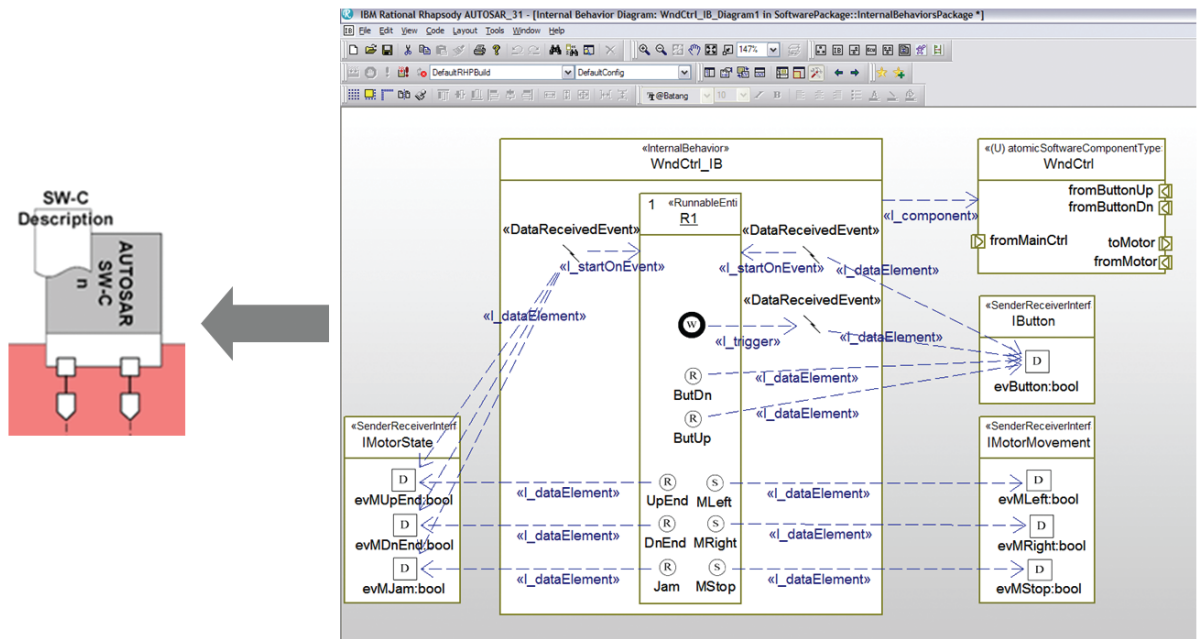 SW-C
Description
AUTOSAR
SW-C
n
IBM Rational Rhapsody AUTOSAR_31 - [Internal Behavior Diagram: WndCtrl_IB_Diagram1 in SoftwarePackage::InternalBehaviorsPackage *]
File Edit View Code Layout Tools Window Help
147%
DefaultRHPBuild
DefaultConfig
@Batang
10
«InternalBehavior»
WndCtrl_IB
1 «RunnableEnti
R1
«DataReceivedEvent»
«I_startOnEvent»
«I_dataElement»
«DataReceivedEvent»
«I_startOnEvent»
«I_dataElement»
«DataReceivedEvent»
W
«I_trigger»
«I_dataElement»
R
ButDn
«I_dataElement»
R
ButUp
«I_dataElement»
R
UpEnd
S
MLeft
«I_dataElement»
«I_dataElement»
R
DnEnd
S
MRight
«I_dataElement»
«I_dataElement»
R
Jam
S
MStop
«I_dataElement»
«I_dataElement»
«I_component»
«(U) atomicSoftwareComponentType:
WndCtrl
fromButtonUp
fromButtonDn
fromMainCtrl
toMotor
fromMotor
«SenderReceiverInterf
IButton
D
evButton:bool
«SenderReceiverInterf
IMotorState
D
evMUpEnd:bool
D
evMDnEnd:bool
D
evMJam:bool
«SenderReceiverInterf
IMotorMovement
D
evMLeft:bool
D
evMRight:bool
D
evMStop:bool